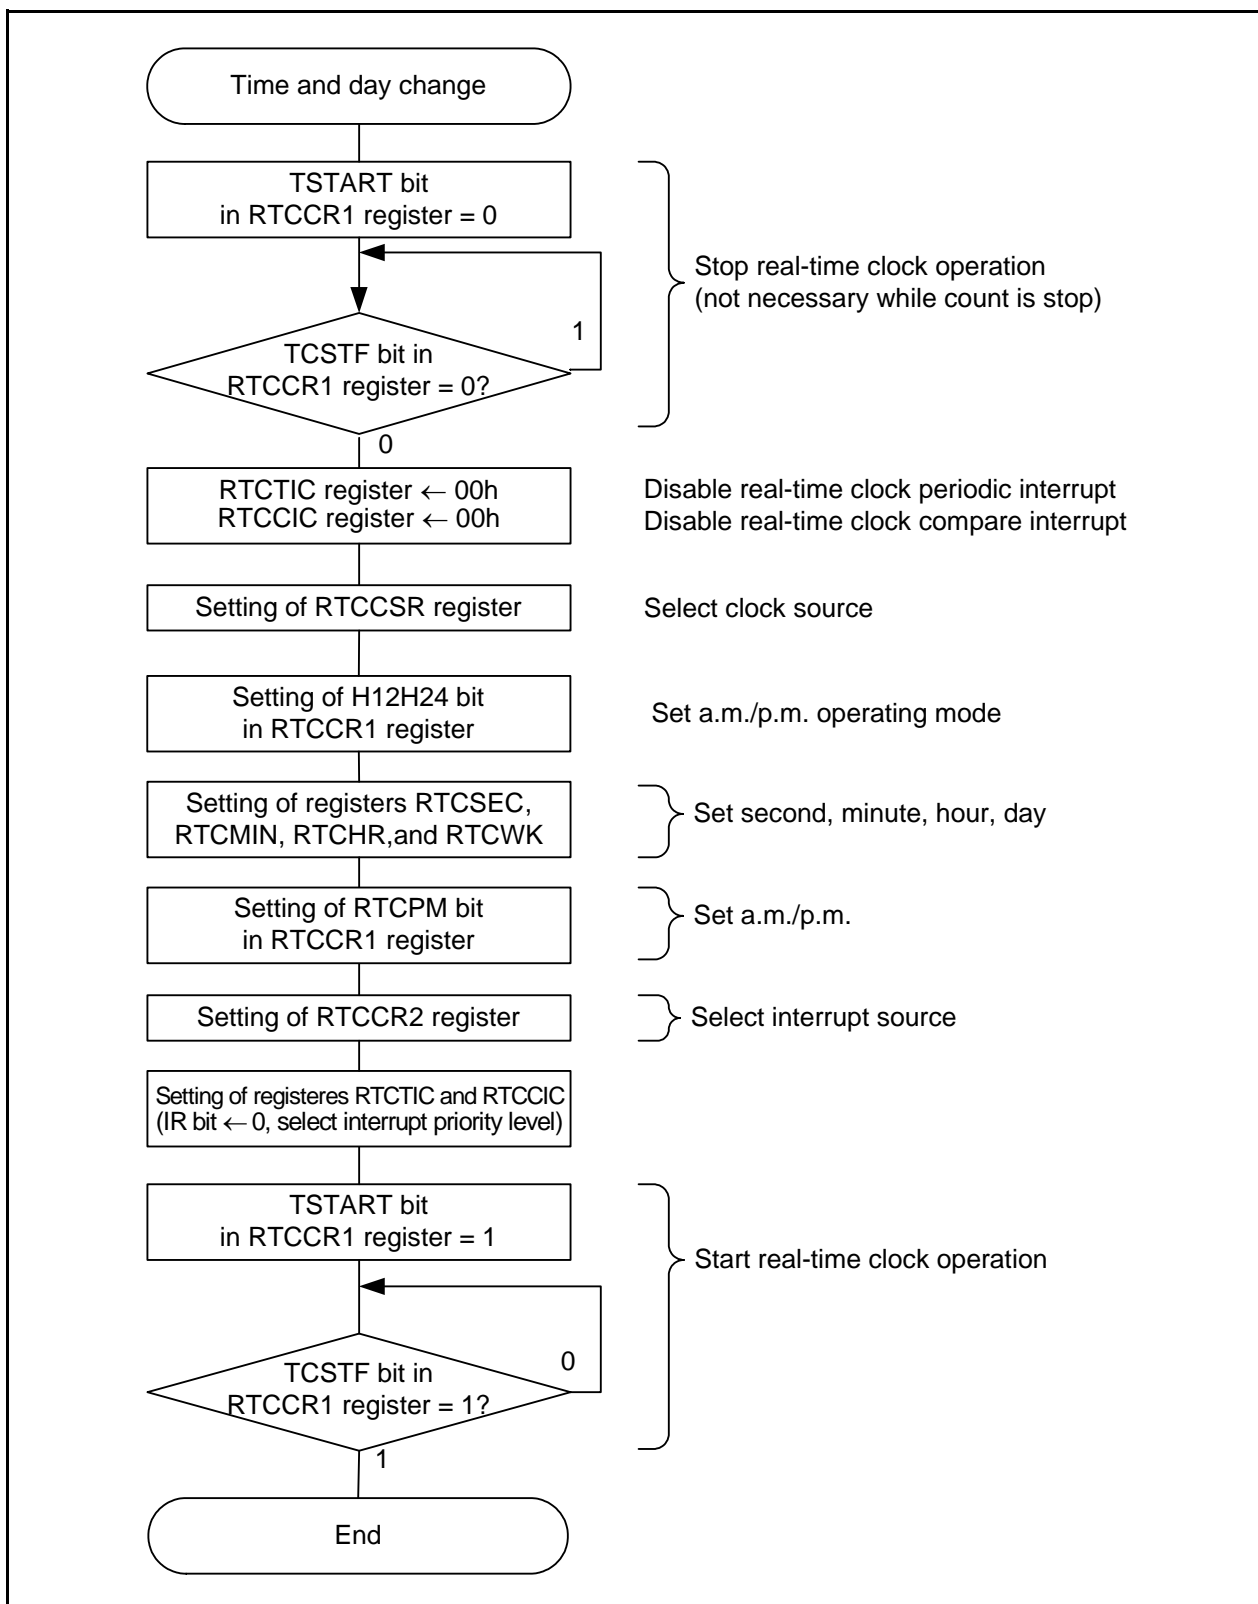 Time and day change
TSTART bit
in RTCCR1 register = 0
Stop real-time clock operation
(not necessary while count is stop)
1
TCSTF bit in
RTCCR1 register = 0?
0
RTCTIC register ← 00h
RTCCIC register ← 00h
Disable real-time clock periodic interrupt
Disable real-time clock compare interrupt
Setting of RTCCSR register
Select clock source
Setting of H12H24 bit
in RTCCR1 register
Set a.m./p.m. operating mode
Setting of registers RTCSEC,
RTCMIN, RTCHR,and RTCWK
Set second, minute, hour, day
Setting of RTCPM bit
in RTCCR1 register
Set a.m./p.m.
Setting of RTCCR2 register
Select interrupt source
Setting of registeres RTCTIC and RTCCIC
(IR bit ← 0, select interrupt priority level)
TSTART bit
in RTCCR1 register = 1
Start real-time clock operation
0
TCSTF bit in
RTCCR1 register = 1?
1
End